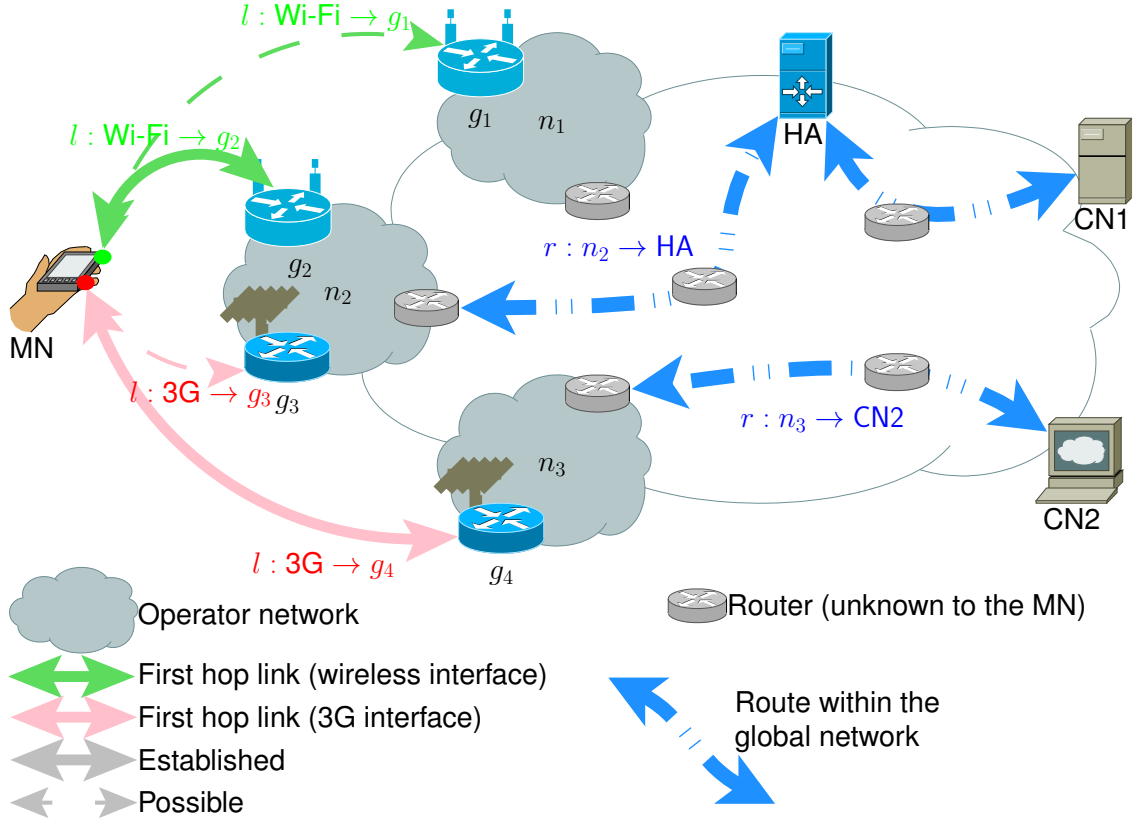 l : Wi-Fi → g₁
g₁
n₁
HA
CN1
l : Wi-Fi → g₂
r : n₂ → HA
g₂
n₂
MN
l : 3G → g₃
g₃
r : n₃ → CN2
n₃
CN2
l : 3G → g₄
g₄
Operator network
Router (unknown to the MN)
First hop link (wireless interface)
First hop link (3G interface)
Established
Possible
Route within the
global network